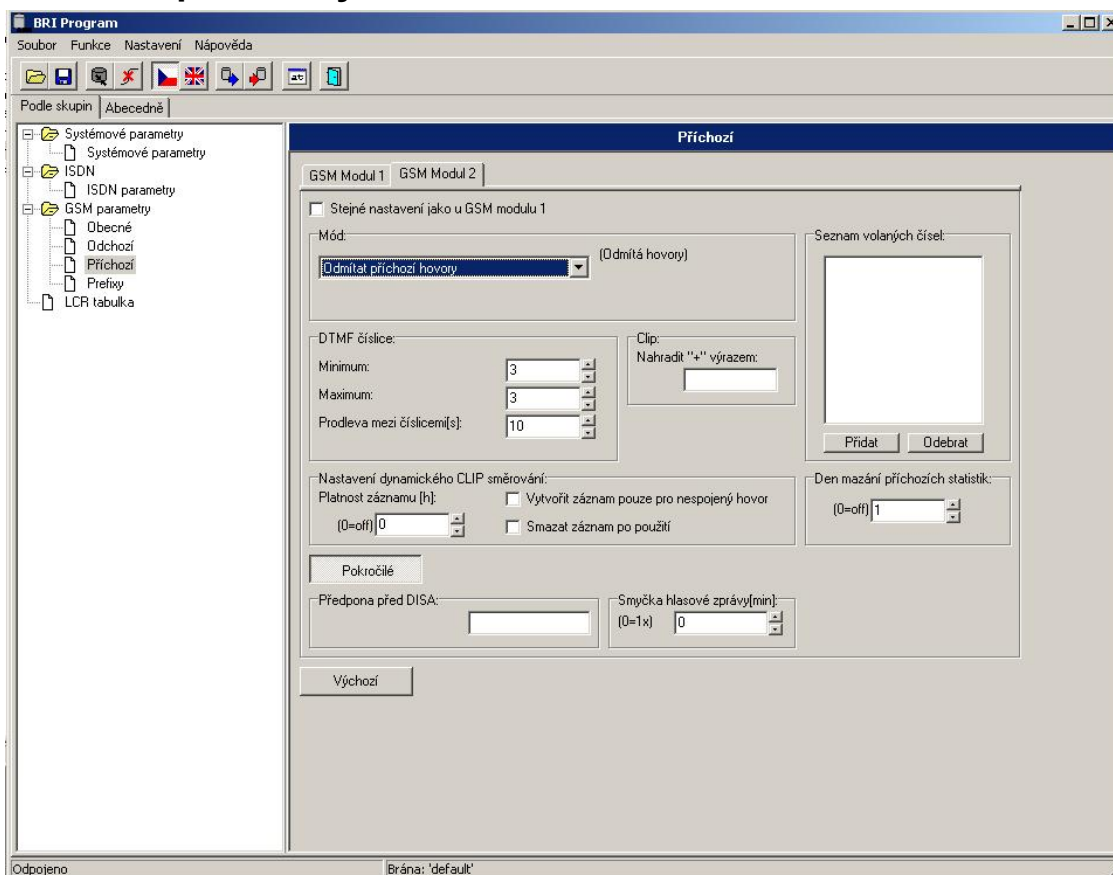 BRI Program
Soubor Funkce Nastavení Nápověda
Podle skupin Abecedně
Systémové parametry
Systémové parametry
ISDN
ISDN parametry
GSM parametry
Obecné
Odchozí
Příchozí
Prefixy
LCR tabulka
Příchozí
GSM Modul 1 GSM Modul 2
Stejné nastavení jako u GSM modulu 1
Mód:
Odmítat příchozí hovory
(Odmítá hovory)
Seznam volaných čísel:
Přidat Odebrat
DTMF číslice:
Minimum: 3
Maximum: 3
Prodleva mezi číslicemi[s]: 10
Clip:
Nahradit "+" výrazem:
Nastavení dynamického CLIP směrování:
Platnost záznamu [h]:
(0=off) 0
Vytvořit záznam pouze pro nespojený hovor
Smazat záznam po použití
Den mazání příchozích statistik:
(0=off) 1
Pokročilé
Předpona před DISA:
Smyčka hlasové zprávy[min]:
(0=1x) 0
Výchozí
Odpojeno
Brána: 'default'